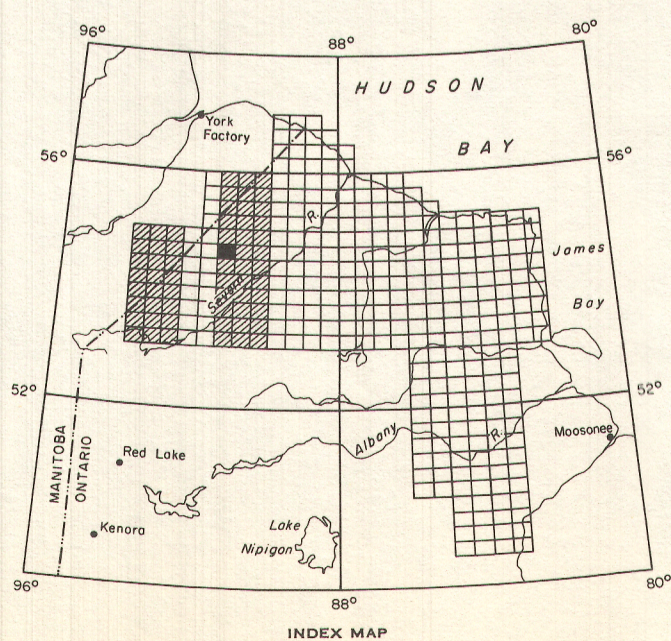 96°
88°
80°
HUDSON
York
Factory
BAY
56°
56°
R.
James
Severn
Bay
52°
52°
Albany
R.
Moosonee
MANITOBA
ONTARIO
Red Lake
Kenora
Lake
Nipigon
96°
88°
80°
INDEX MAP